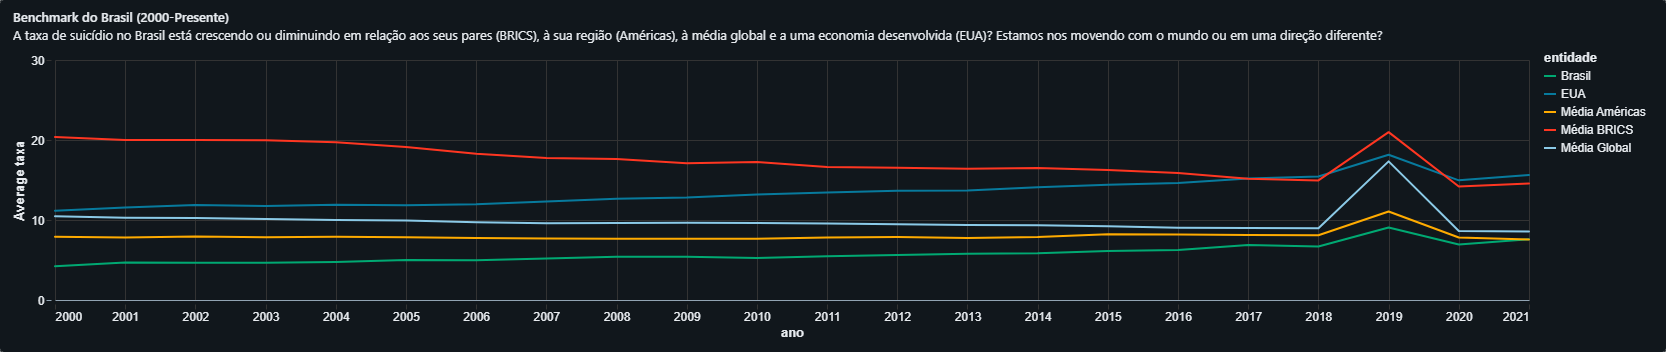 Benchmark do Brasil (2000-Presente)
A taxa de suicídio no Brasil está crescendo ou diminuindo em relação aos seus pares (BRICS), à sua região (Américas), à média global e a uma economia desenvolvida (EUA)? Estamos nos movendo com o mundo ou em uma direção diferente?
entidade
Brasil
EUA
Média Américas
Média BRICS
Média Global
Average taxa
30
20
10
0
2000 2001 2002 2003 2004 2005 2006 2007 2008 2009 2010 2011 2012 2013 2014 2015 2016 2017 2018 2019 2020 2021
ano